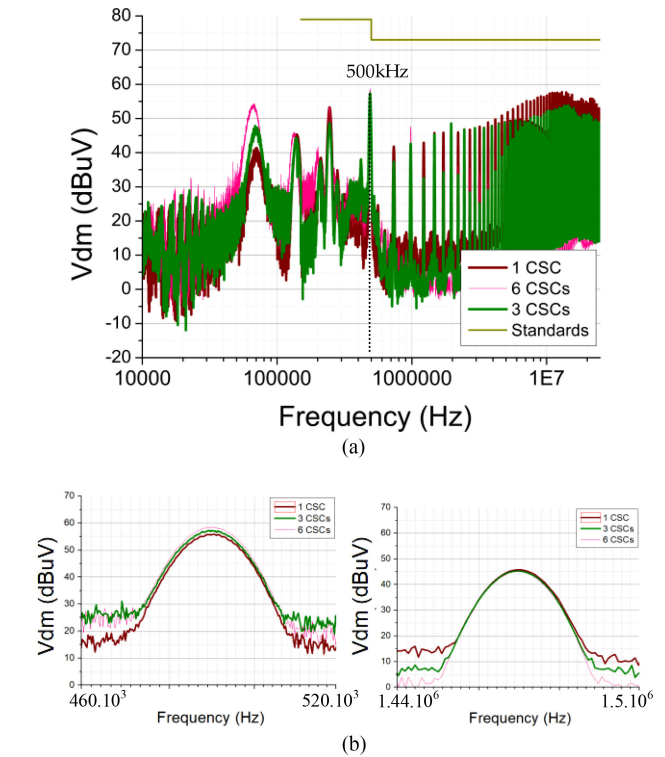 80
70
60
50
40
30
20
10
0
-10
-20
Vdm (dBuV)
500kHz
1 CSC
6 CSCs
3 CSCs
Standards
10000 100000 1000000 1E7
Frequency (Hz)
(a)
70
60
50
40
30
20
10
0
Vdm (dBuV)
1 CSC
3 CSCs
6 CSCs
460.10³ 520.10³
Frequency (Hz)
70
60
50
40
30
20
10
0
Vdm (dBuV)
1 CSC
3 CSCs
6 CSCs
1.44.10⁶ 1.5.10⁶
Frequency (Hz)
(b)